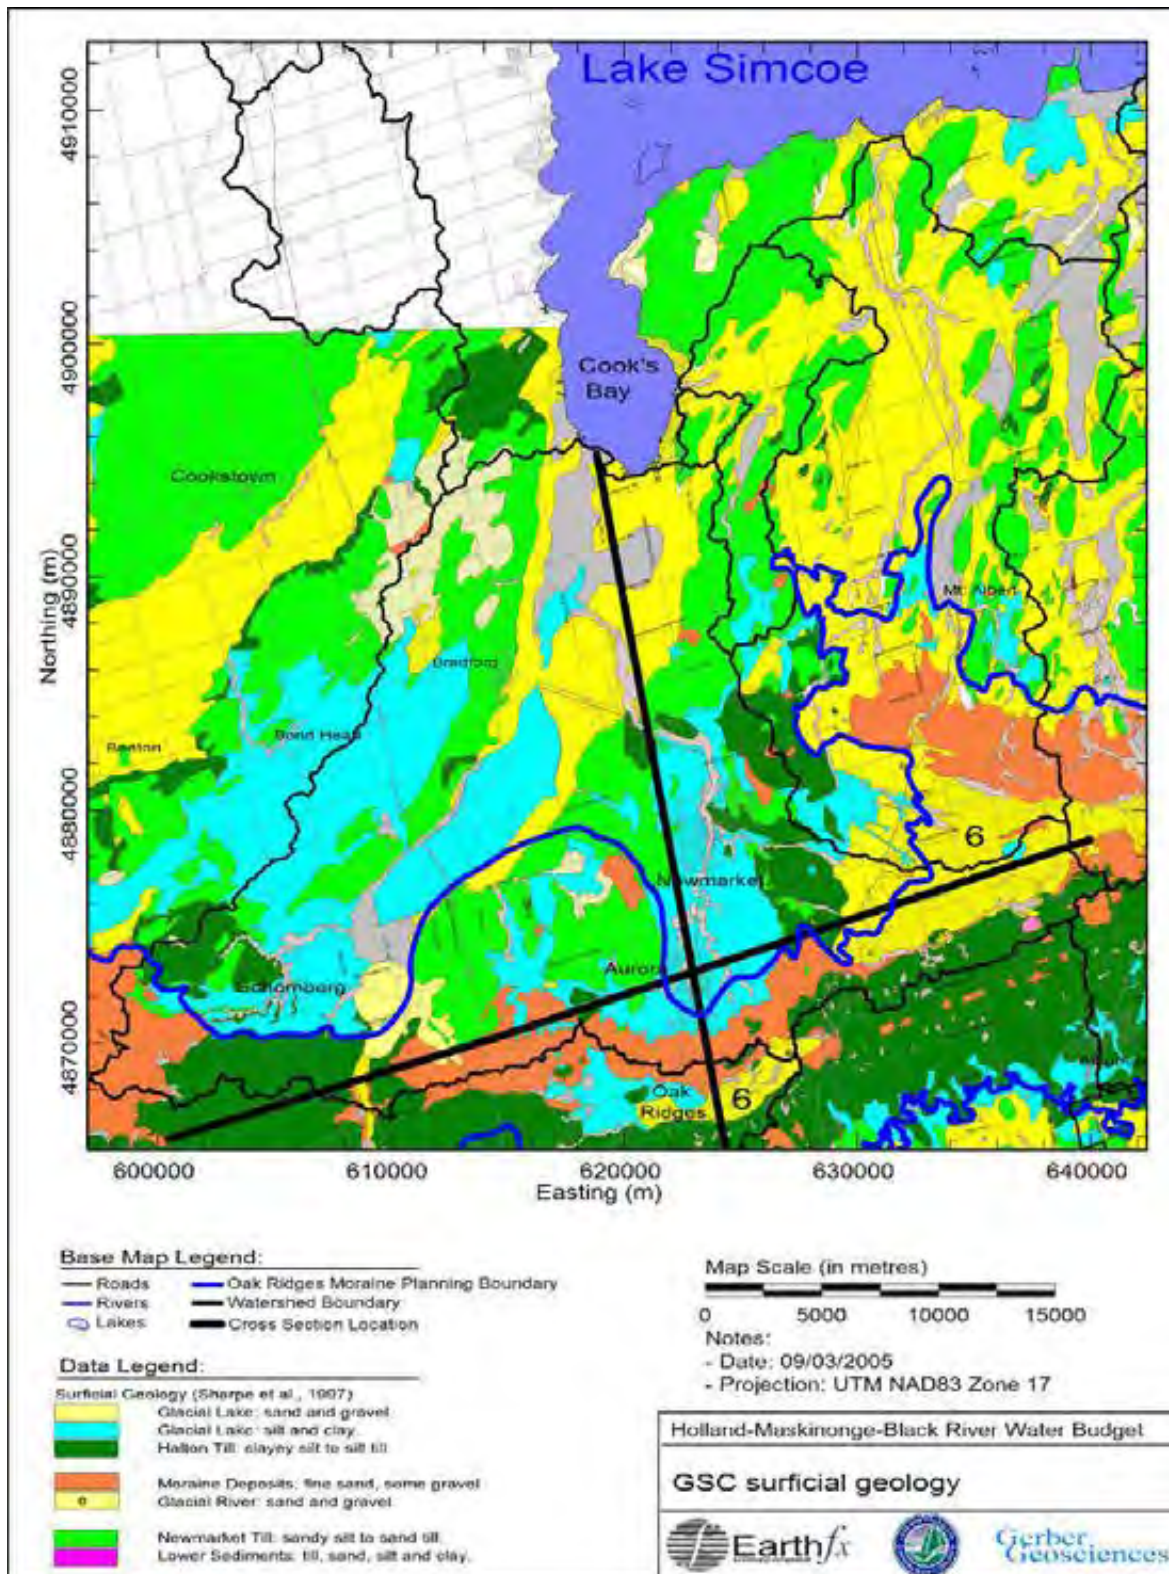 Lake Simcoe
4910000
4900000
Cook's
Bay
Cookstown
4890000
Mt. Albert
Northing (m)
Bradford
Bond Head
Beeton
4880000
6
Newmarket
Aurora
Schomberg
4870000
Oak
Ridges
6
600000
610000
620000
630000
640000
Easting (m)
Base Map Legend:
Roads
Oak Ridges Moraine Planning Boundary
Rivers
Watershed Boundary
Lakes
Cross Section Location
Map Scale (in metres)
0 5000 10000 15000
Notes:
- Date: 09/03/2005
- Projection: UTM NAD83 Zone 17
Data Legend:
Surficial Geology (Sharpe et al., 1997)
Glacial Lake: sand and gravel
Glacial Lake: silt and clay.
Halton Till: clayey silt to silt till
Moraine Deposits: fine sand, some gravel
Glacial River: sand and gravel
Newmarket Till: sandy silt to sand till.
Lower Sediments: till, sand, silt and clay.
Holland-Maskinonge-Black River Water Budget
GSC surficial geology
Earthfx
Gerber
Geosciences